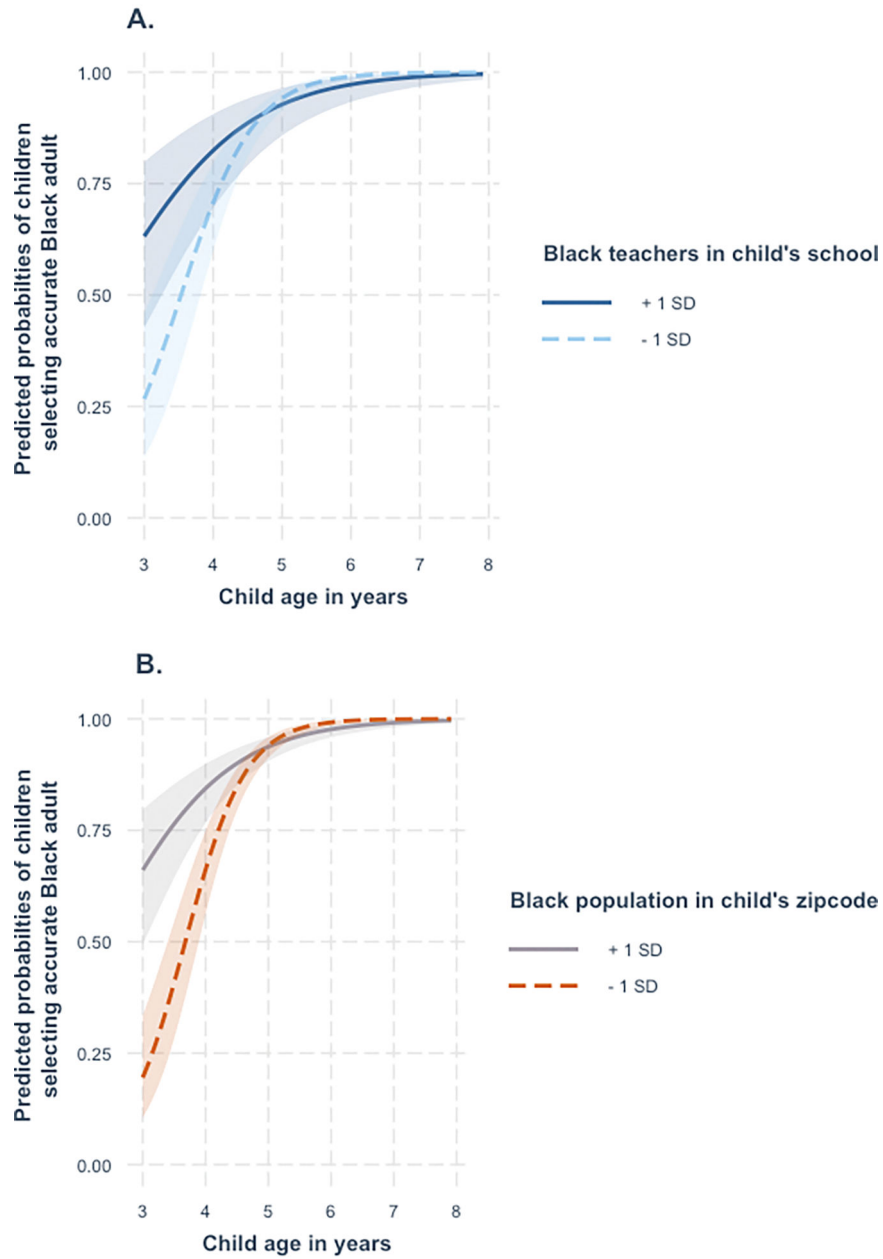 A.
Predicted probabilties of children
selecting accurate Black adult
1.00
0.75
0.50
0.25
0.00
3 4 5 6 7 8
Child age in years
Black teachers in child's school
+ 1 SD
- 1 SD
B.
Predicted probabilties of children
selecting accurate Black adult
1.00
0.75
0.50
0.25
0.00
3 4 5 6 7 8
Child age in years
Black population in child's zipcode
+ 1 SD
- 1 SD